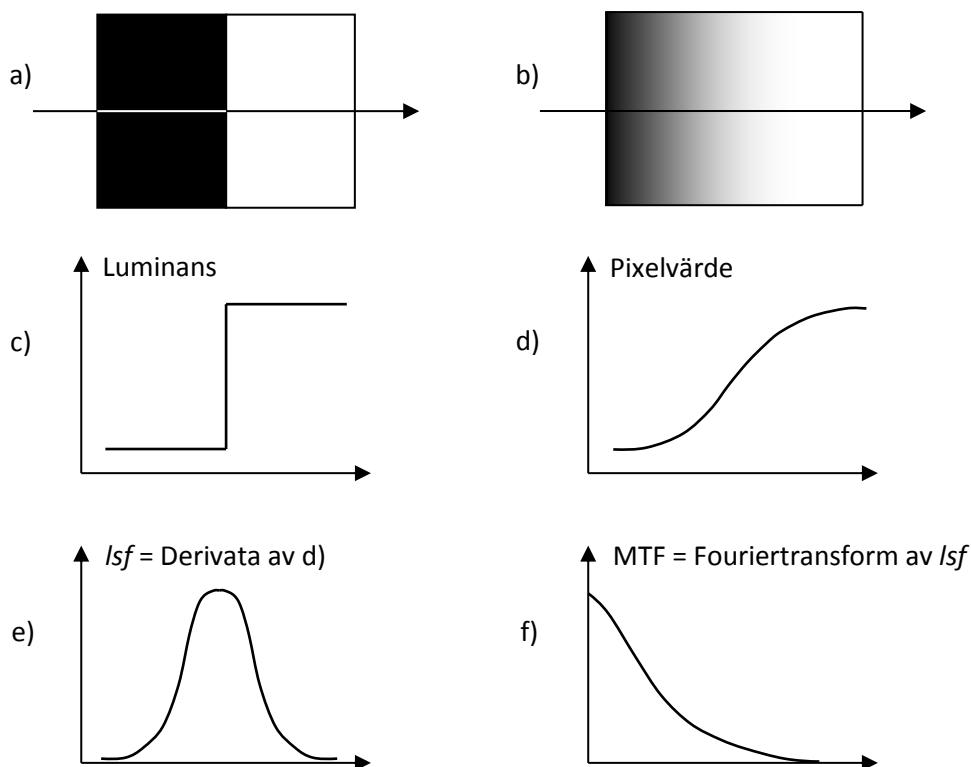 a)
b)
Luminans
c)
Pixelvärde
d)
lsf = Derivata av d)
e)
MTF = Fouriertransform av lsf
f)